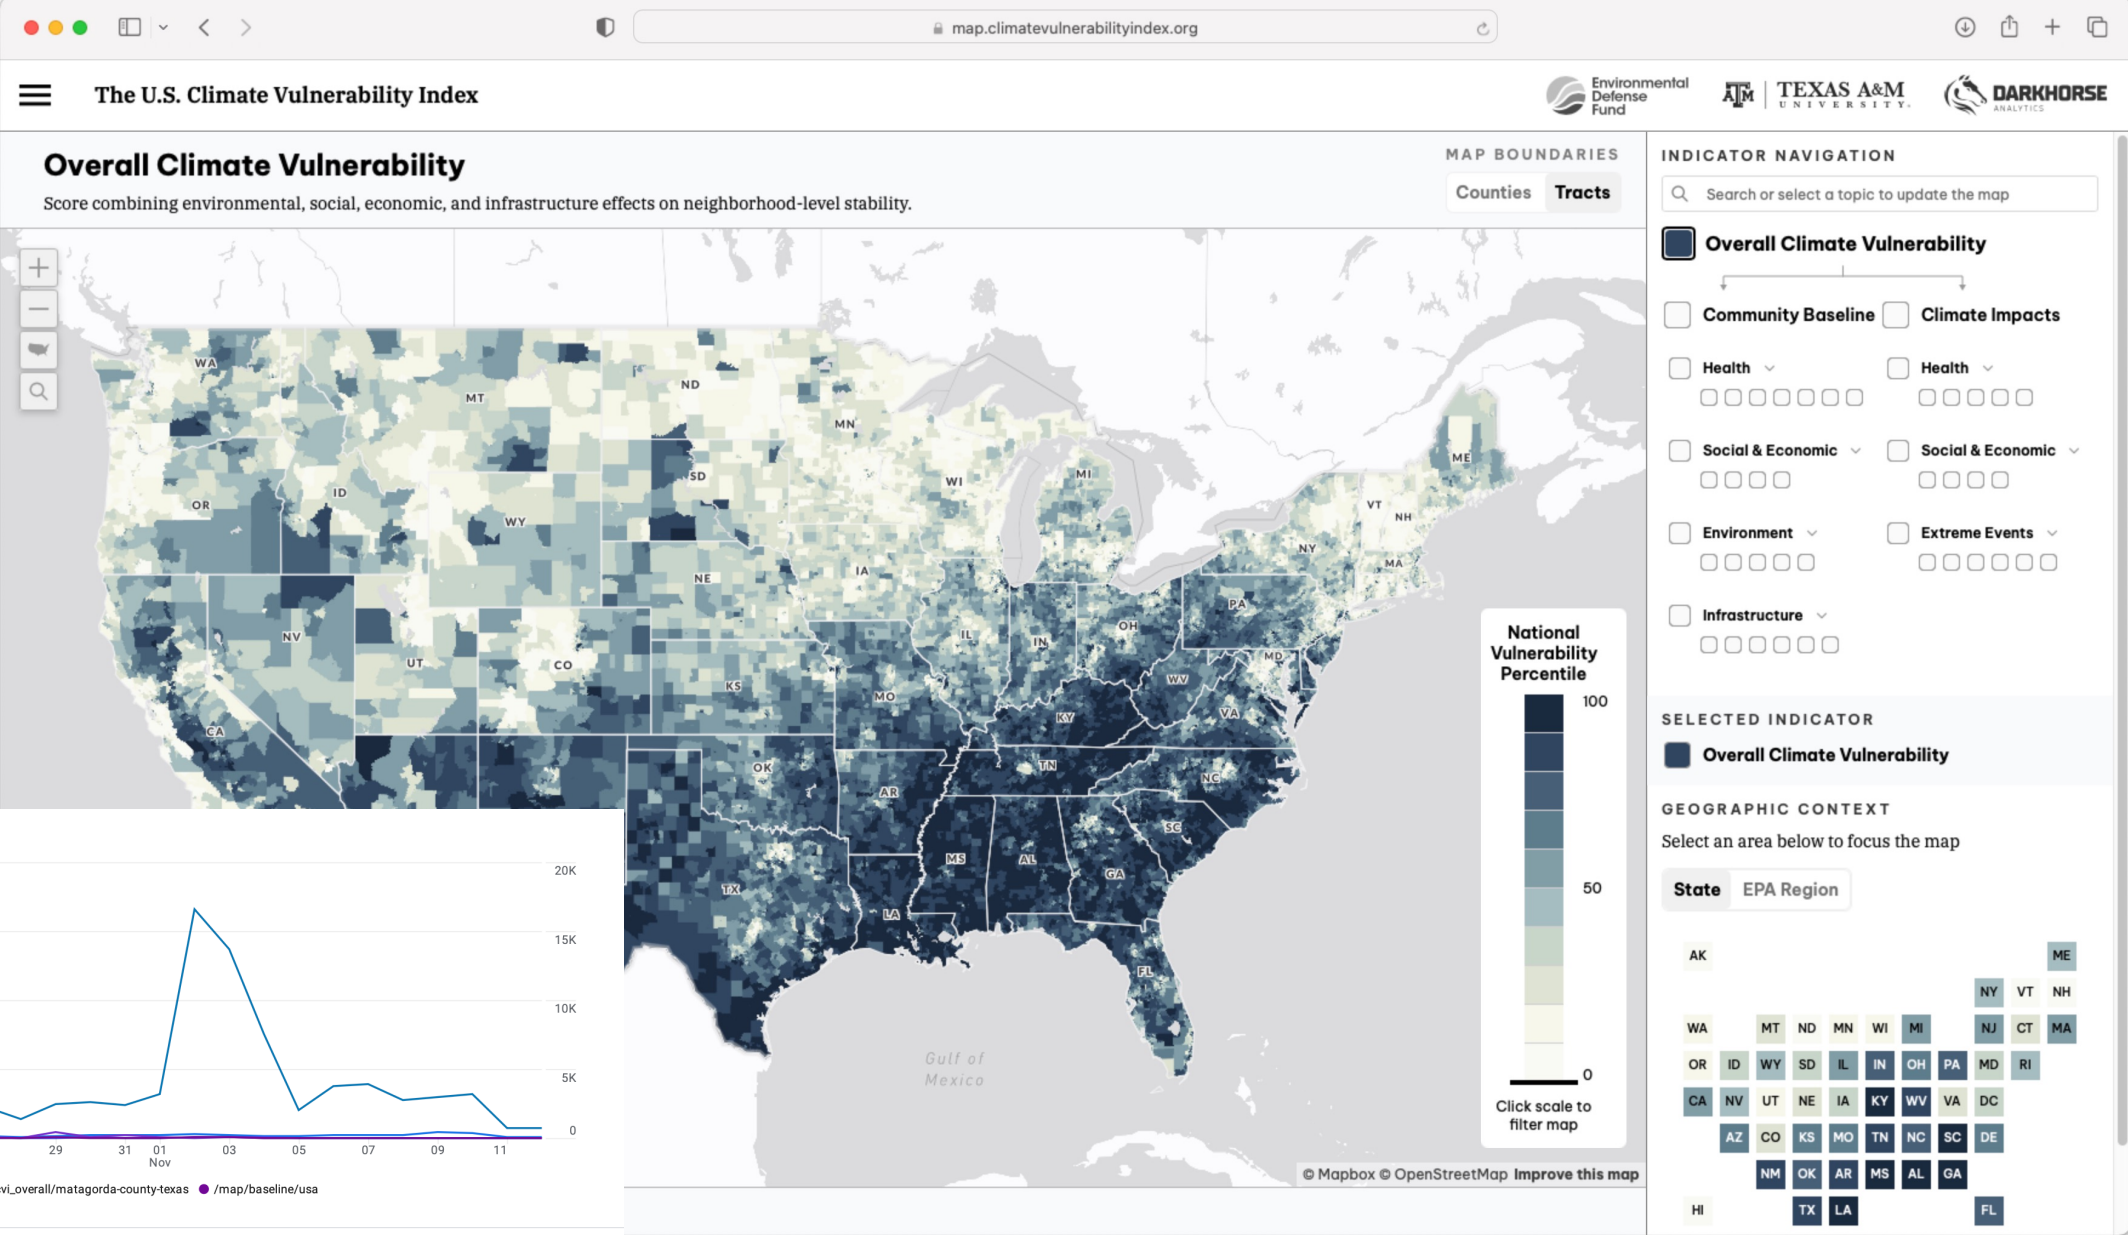 map.climatevulnerabilityindex.org
The U.S. Climate Vulnerability Index
Environmental
Defense
Fund
ATM
TEXAS A&M
UNIVERSITY.
DARKHORSE
ANALYTICS
Overall Climate Vulnerability
Score combining environmental, social, economic, and infrastructure effects on neighborhood-level stability.
MAP BOUNDARIES
Counties Tracts
WA
MT
ND
MN
OR
ID
WY
SD
WI
MI
ME
VT
NH
NY
MA
NE
IA
PA
NV
UT
CO
IL
IN
OH
MD
KS
MO
WV
KY
VA
CA
OK
AR
TN
NC
SC
MS
AL
GA
TX
LA
FL
Gulf of
Mexico
National
Vulnerability
Percentile
100
50
0
Click scale to
filter map
© Mapbox © OpenStreetMap Improve this map
20K
15K
10K
5K
0
29 31 01 03 05 07 09 11
Nov
vi_overall/matagorda-county-texas /map/baseline/usa
INDICATOR NAVIGATION
Search or select a topic to update the map
Overall Climate Vulnerability
Community Baseline Climate Impacts
Health Health
Social & Economic Social & Economic
Environment Extreme Events
Infrastructure
SELECTED INDICATOR
Overall Climate Vulnerability
GEOGRAPHIC CONTEXT
Select an area below to focus the map
State EPA Region
AK ME
NY VT NH
WA MT ND MN WI MI NJ CT MA
OR ID WY SD IL IN OH PA MD RI
CA NV UT NE IA KY WV VA DC
AZ CO KS MO TN NC SC DE
NM OK AR MS AL GA
HI TX LA FL